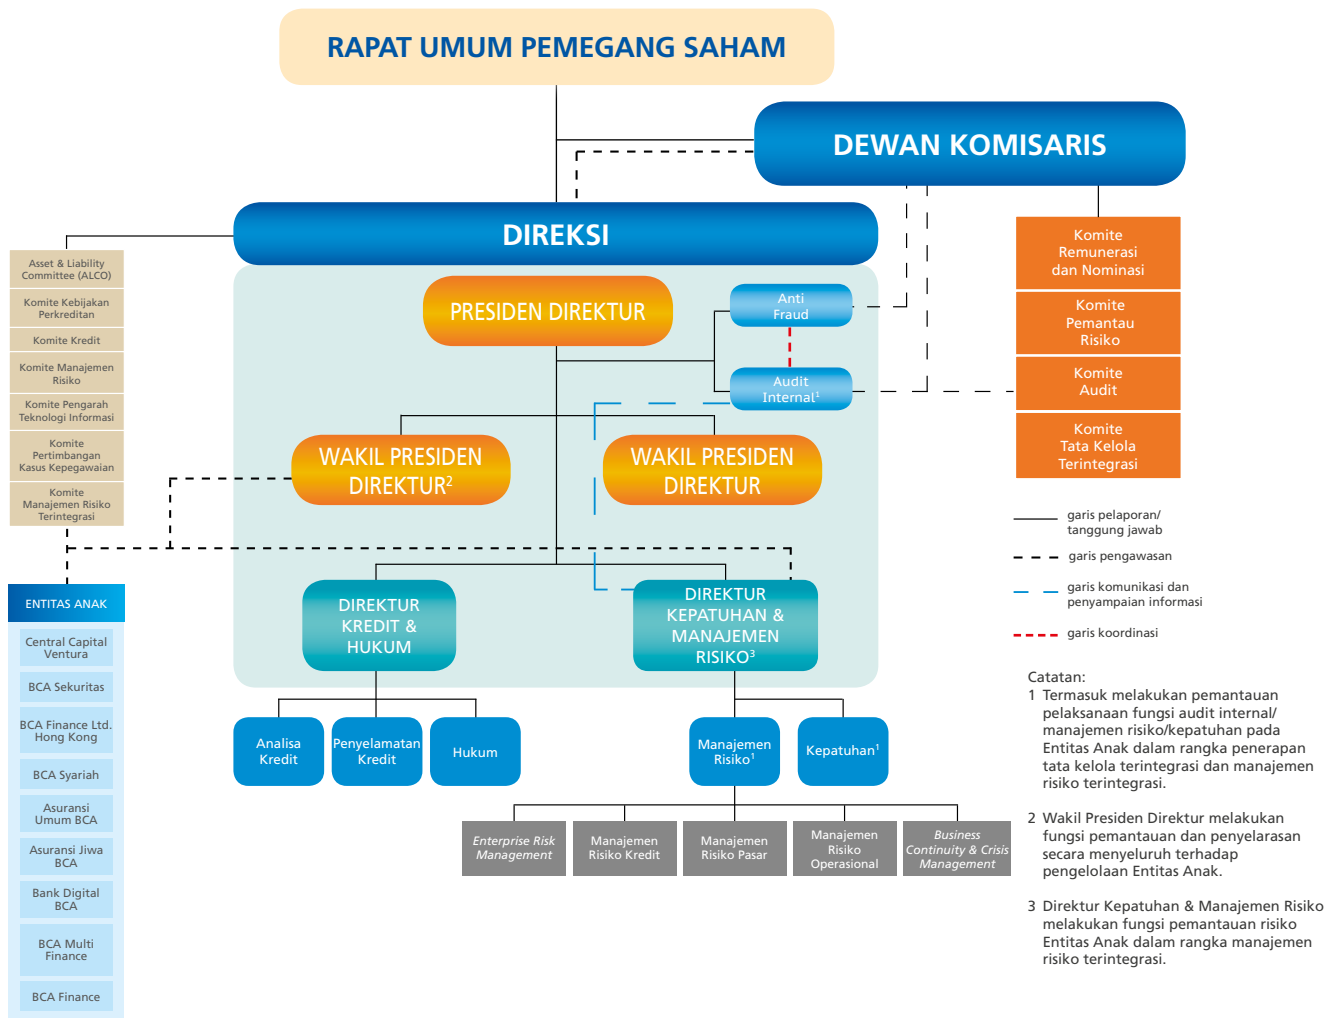 RAPAT UMUM PEMEGANG SAHAM
DEWAN KOMISARIS
DIREKSI
Asset & Liability
Committee (ALCO)
Komite Kebijakan
Perkreditan
Komite Kredit
Komite Manajemen
Risiko
Komite Pengarah
Teknologi Informasi
Komite
Pertimbangan
Kasus Kepegawaian
Komite
Manajemen Risiko
Terintegrasi
PRESIDEN DIREKTUR
Anti
Fraud
Audit
Internal¹
Komite
Remunerasi
dan Nominasi
Komite
Pemantau
Risiko
Komite
Audit
Komite
Tata Kelola
Terintegrasi
WAKIL PRESIDEN
DIREKTUR²
WAKIL PRESIDEN
DIREKTUR
garis pelaporan/
tanggung jawab
garis pengawasan
garis komunikasi dan
penyampaian informasi
garis koordinasi
ENTITAS ANAK
Central Capital
Ventura
BCA Sekuritas
BCA Finance Ltd.
Hong Kong
BCA Syariah
Asuransi
Umum BCA
Asuransi Jiwa
BCA
Bank Digital
BCA
BCA Multi
Finance
BCA Finance
DIREKTUR
KREDIT &
HUKUM
DIREKTUR
KEPATUHAN &
MANAJEMEN
RISIKO³
Analisa
Kredit
Penyelamatan
Kredit
Hukum
Manajemen
Risiko¹
Kepatuhan¹
Enterprise Risk
Management
Manajemen
Risiko Kredit
Manajemen
Risiko Pasar
Manajemen
Risiko
Operasional
Business
Continuity & Crisis
Management
Catatan:
1 Termasuk melakukan pemantauan
pelaksanaan fungsi audit internal/
manajemen risiko/kepatuhan pada
Entitas Anak dalam rangka penerapan
tata kelola terintegrasi dan manajemen
risiko terintegrasi.
2 Wakil Presiden Direktur melakukan
fungsi pemantauan dan penyelarasan
secara menyeluruh terhadap
pengelolaan Entitas Anak.
3 Direktur Kepatuhan & Manajemen Risiko
melakukan fungsi pemantauan risiko
Entitas Anak dalam rangka manajemen
risiko terintegrasi.